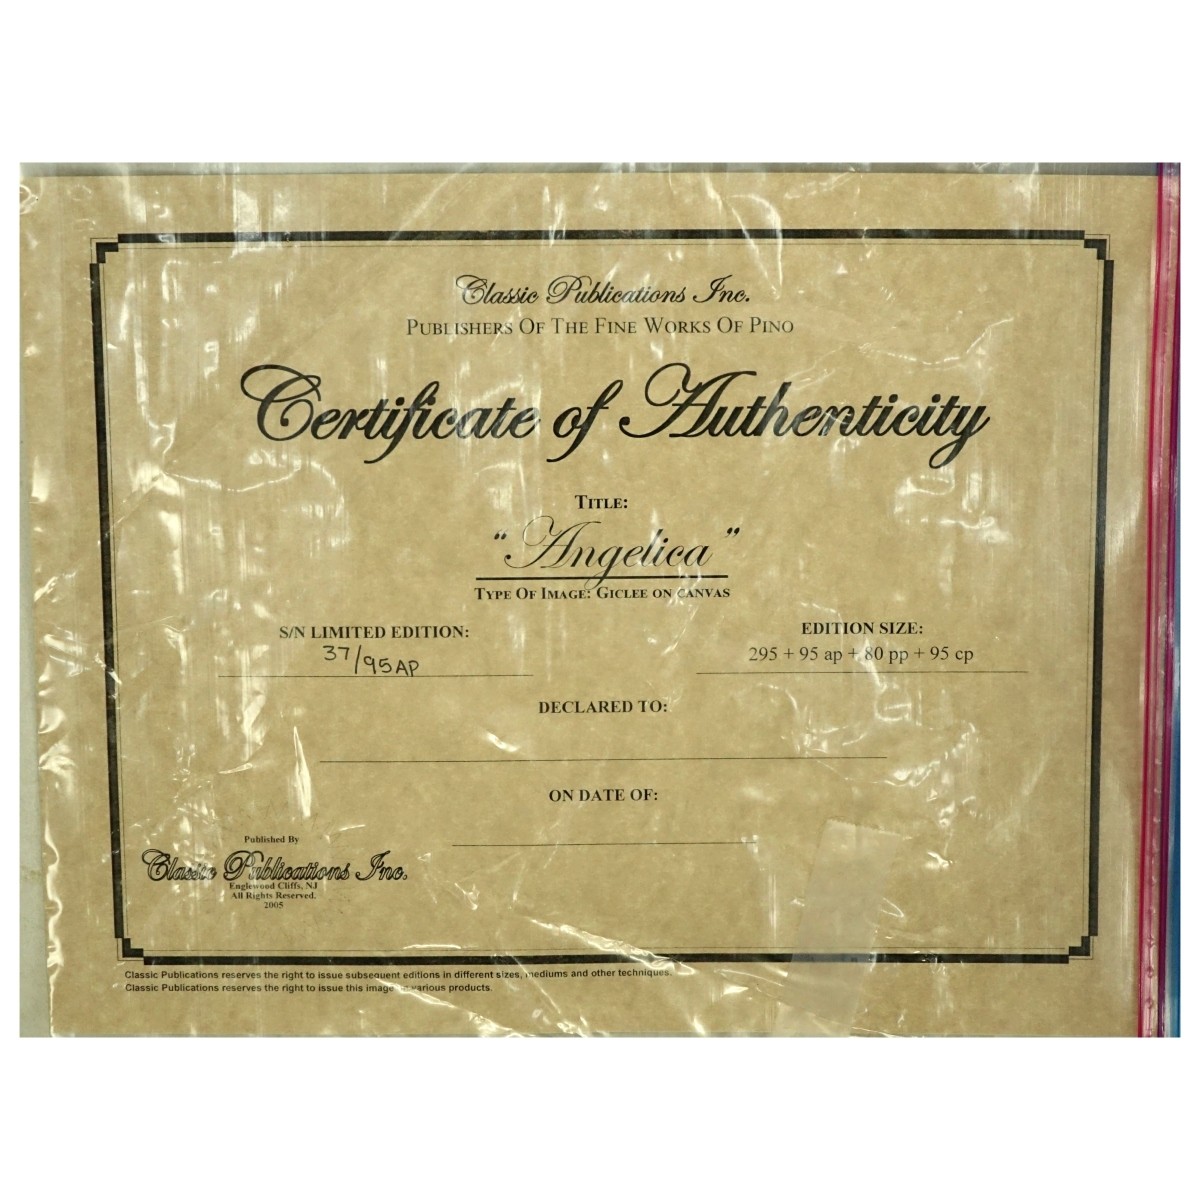 Classic Publications Inc.
PUBLISHERS OF THE FINE WORKS OF PINO
Certificate of Authenticity
TITLE:
“Angelica”
TYPE OF IMAGE: GICLEE ON CANVAS
S/N LIMITED EDITION:
37/95AP
EDITION SIZE:
295 + 95 ap + 80 pp + 95 cp
DECLARED TO:
ON DATE OF:
Published By
Classic Publications Inc.
Englewood Cliffs, NJ
All Rights Reserved.
2005
Classic Publications reserves the right to issue subsequent editions in different sizes, mediums and other techniques.
Classic Publications reserves the right to issue this image in various products.